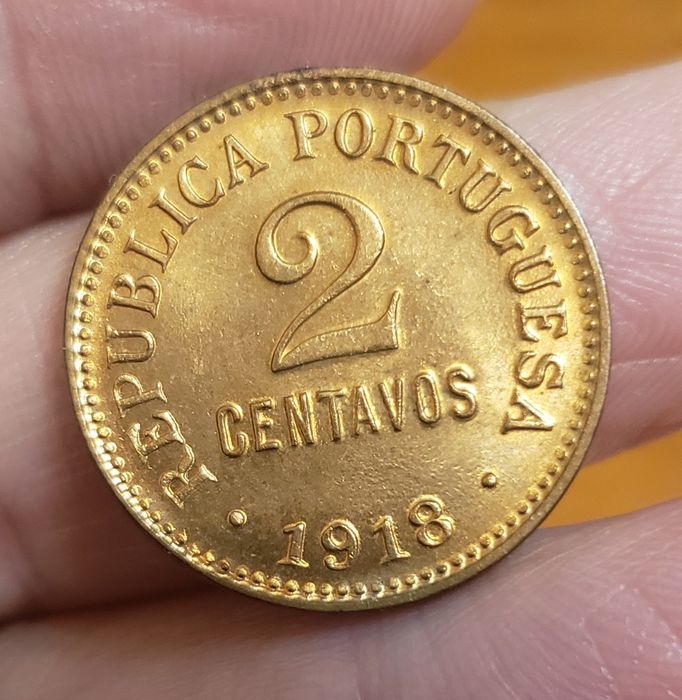 REPUBLICA PORTUGUESA
2
CENTAVOS
• 1918 •